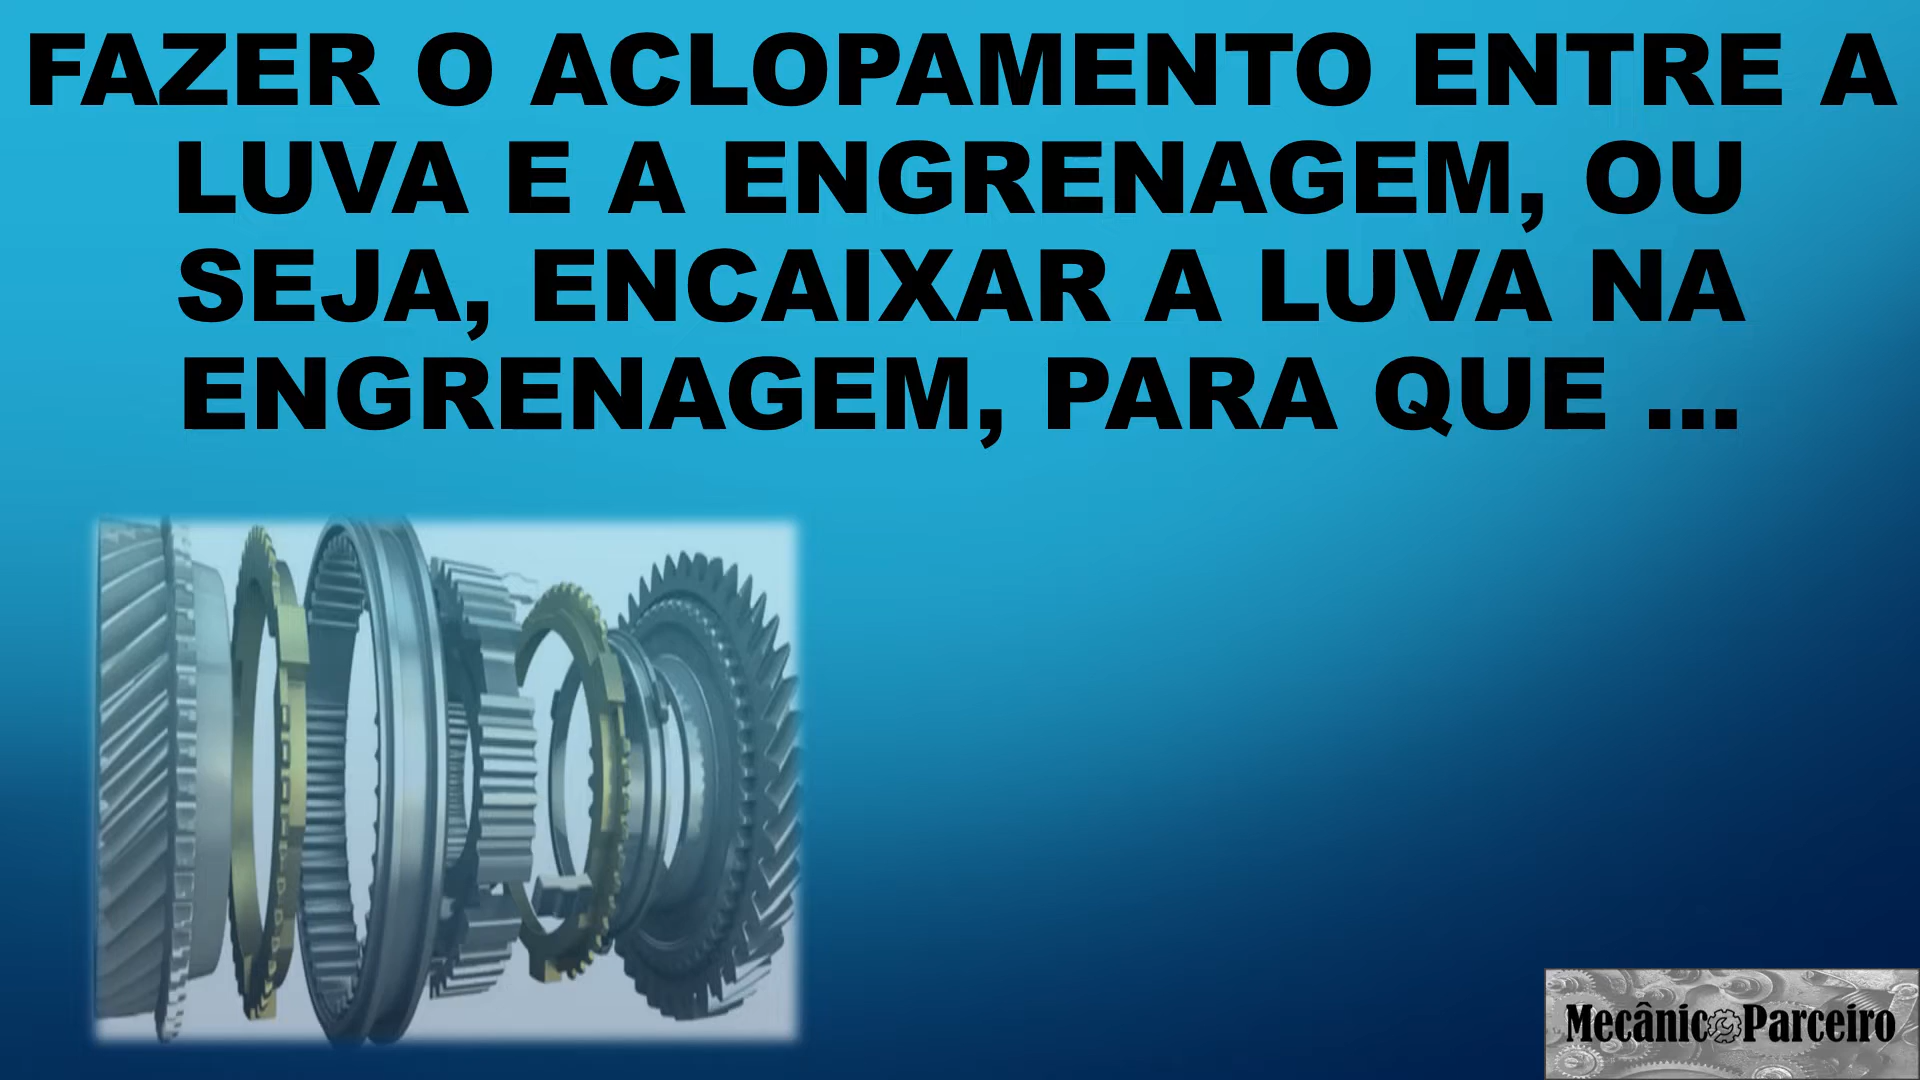 FAZER O ACLOPAMENTO ENTRE A
LUVA E A ENGRENAGEM, OU
SEJA, ENCAIXAR A LUVA NA
ENGRENAGEM, PARA QUE ...
Mecânico Parceiro